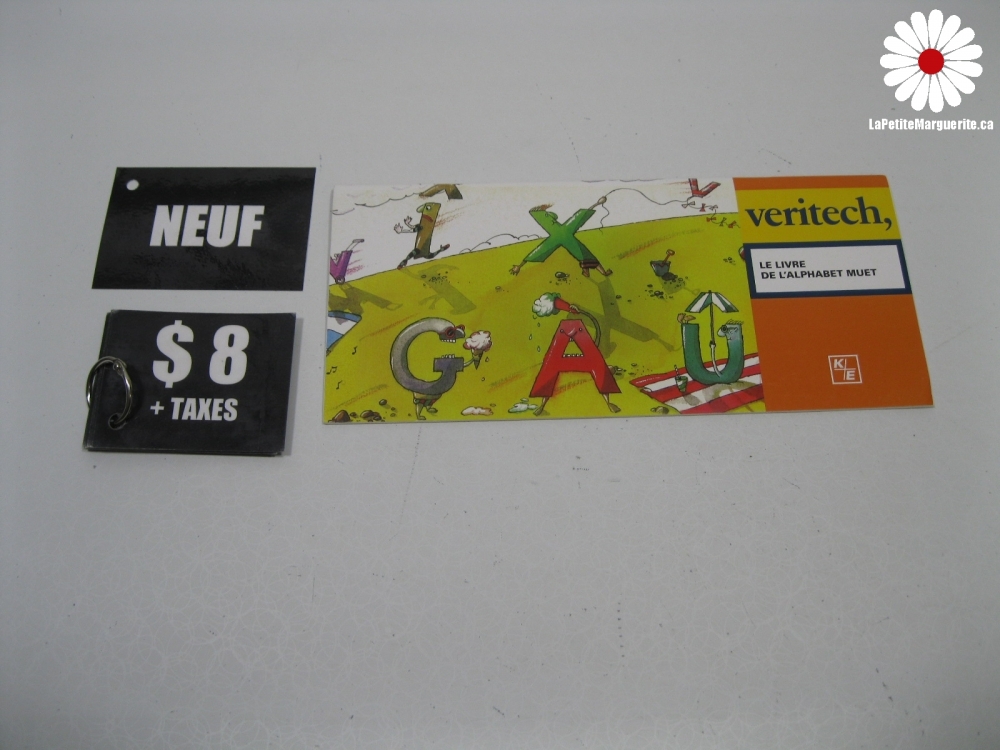 LaPetiteMarguerite.ca
NEUF
$ 8
+ TAXES
I X V
V
G A U
veritech,
LE LIVRE
DE L'ALPHABET MUET
K E